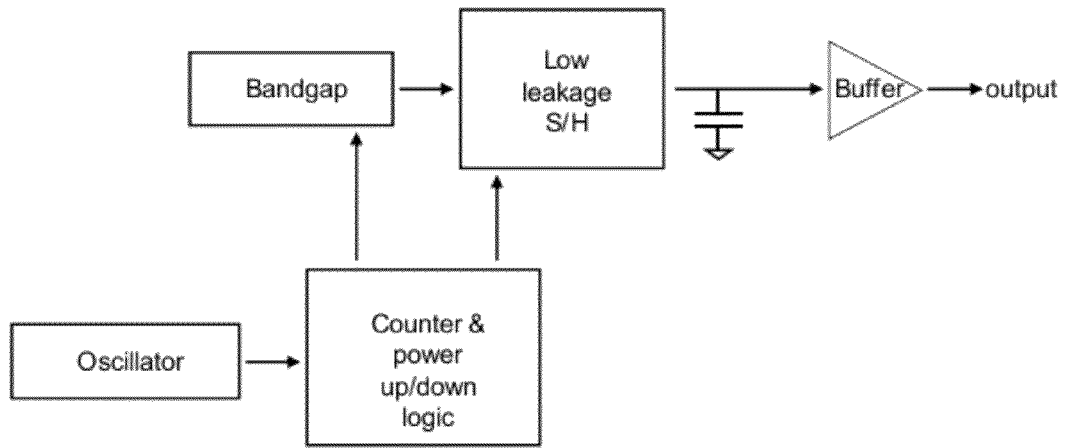 Bandgap
Low
leakage
S/H
Buffer
output
Oscillator
Counter &
power
up/down
logic